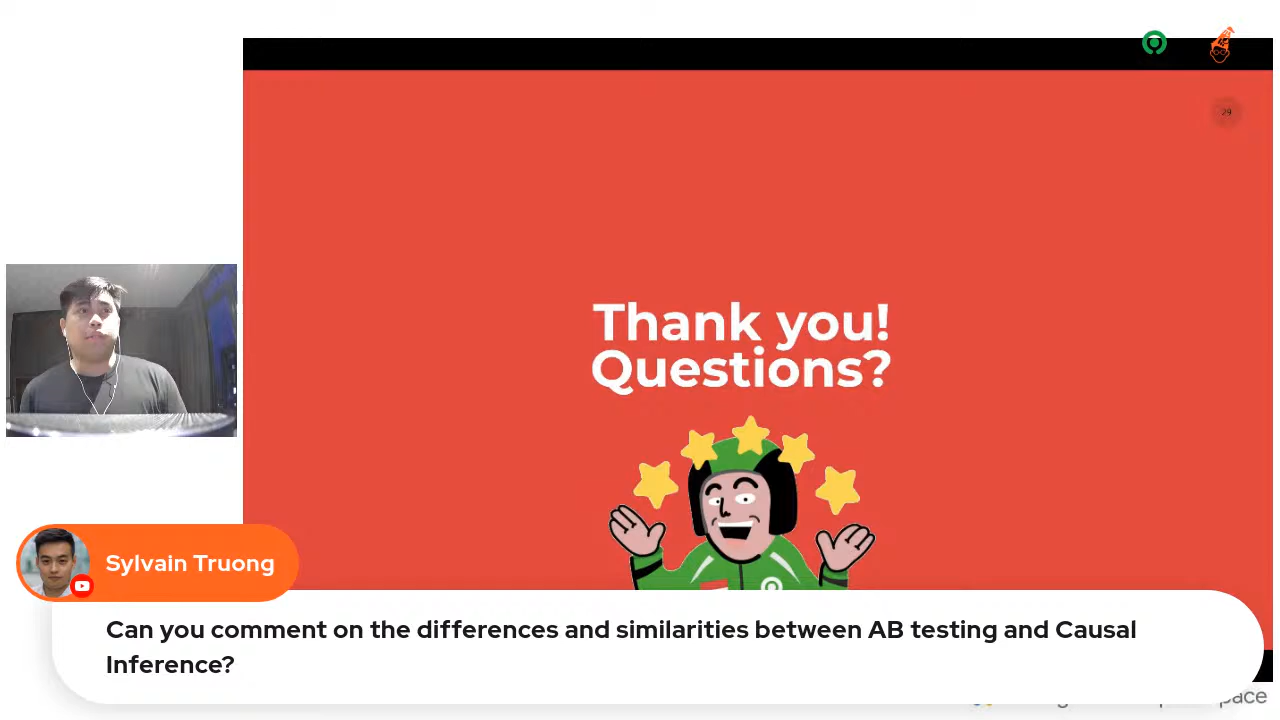 29
Thank you!
Questions?
Sylvain Truong
Can you comment on the differences and similarities between AB testing and Causal
Inference?